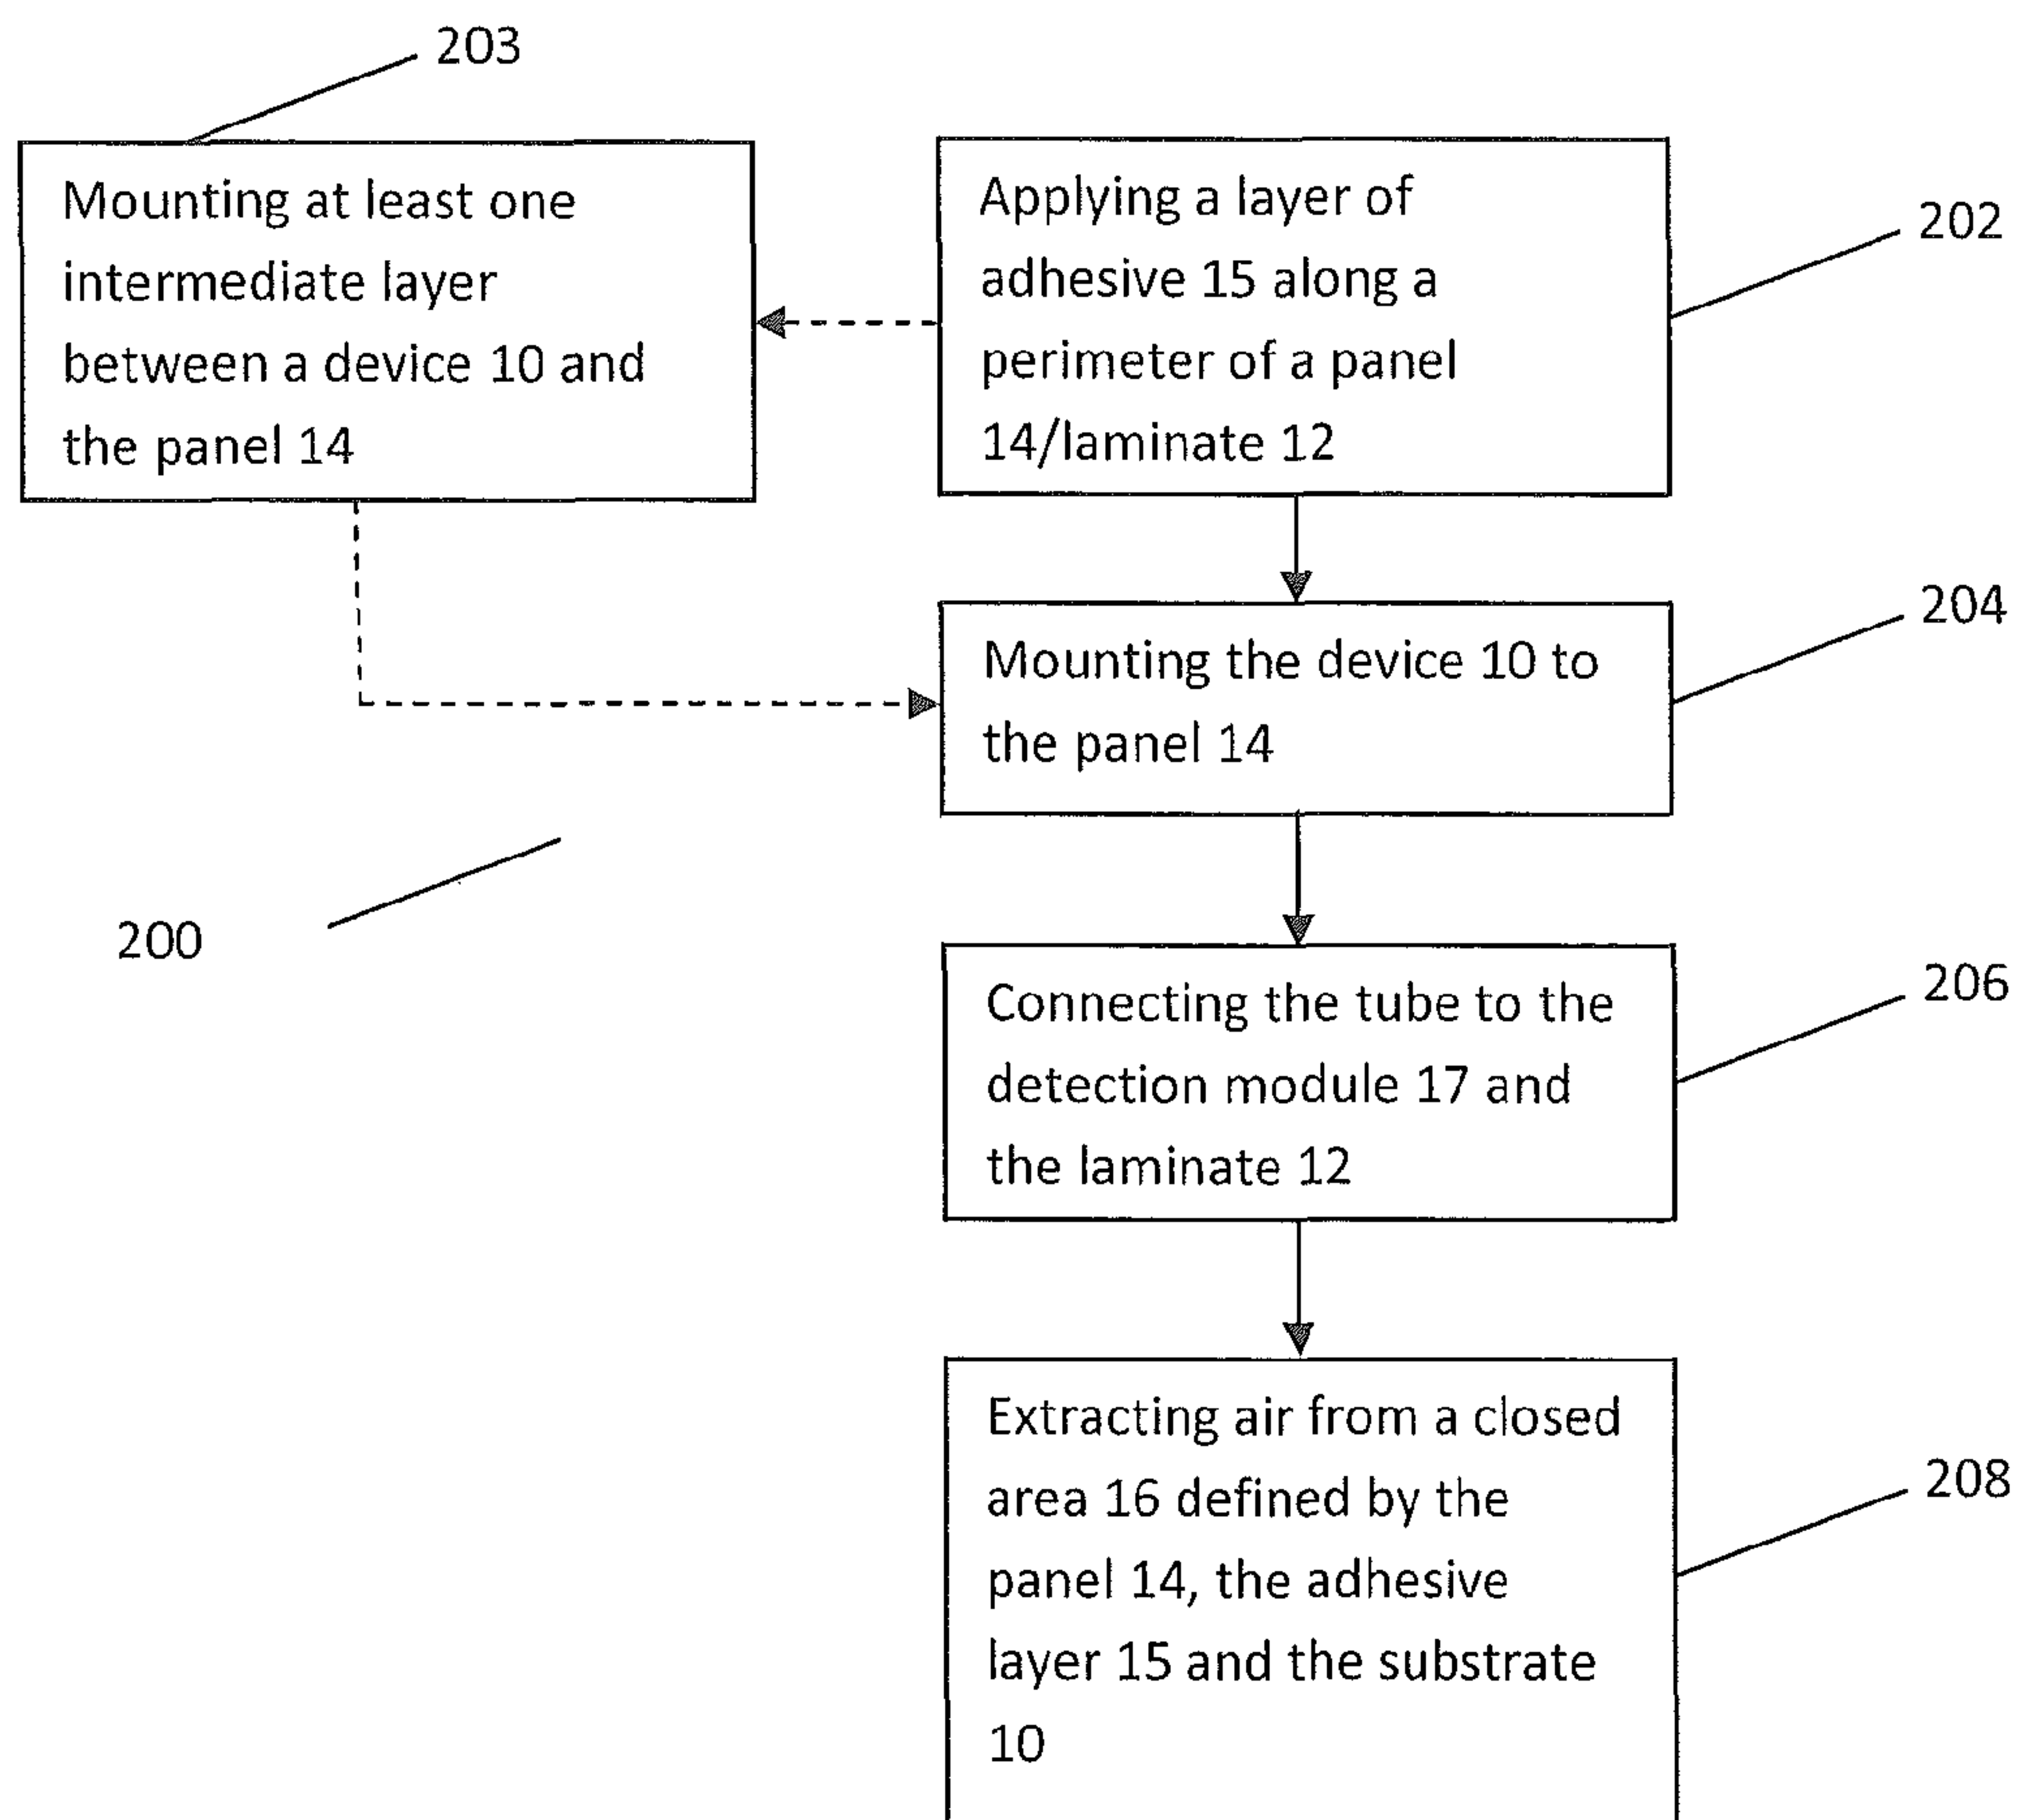 203
Mounting at least one
intermediate layer
between a device 10 and
the panel 14
Applying a layer of
adhesive 15 along a
perimeter of a panel
14/laminate 12
202
Mounting the device 10 to
the panel 14
204
200
Connecting the tube to the
detection module 17 and
the laminate 12
206
Extracting air from a closed
area 16 defined by the
panel 14, the adhesive
layer 15 and the substrate
10
208